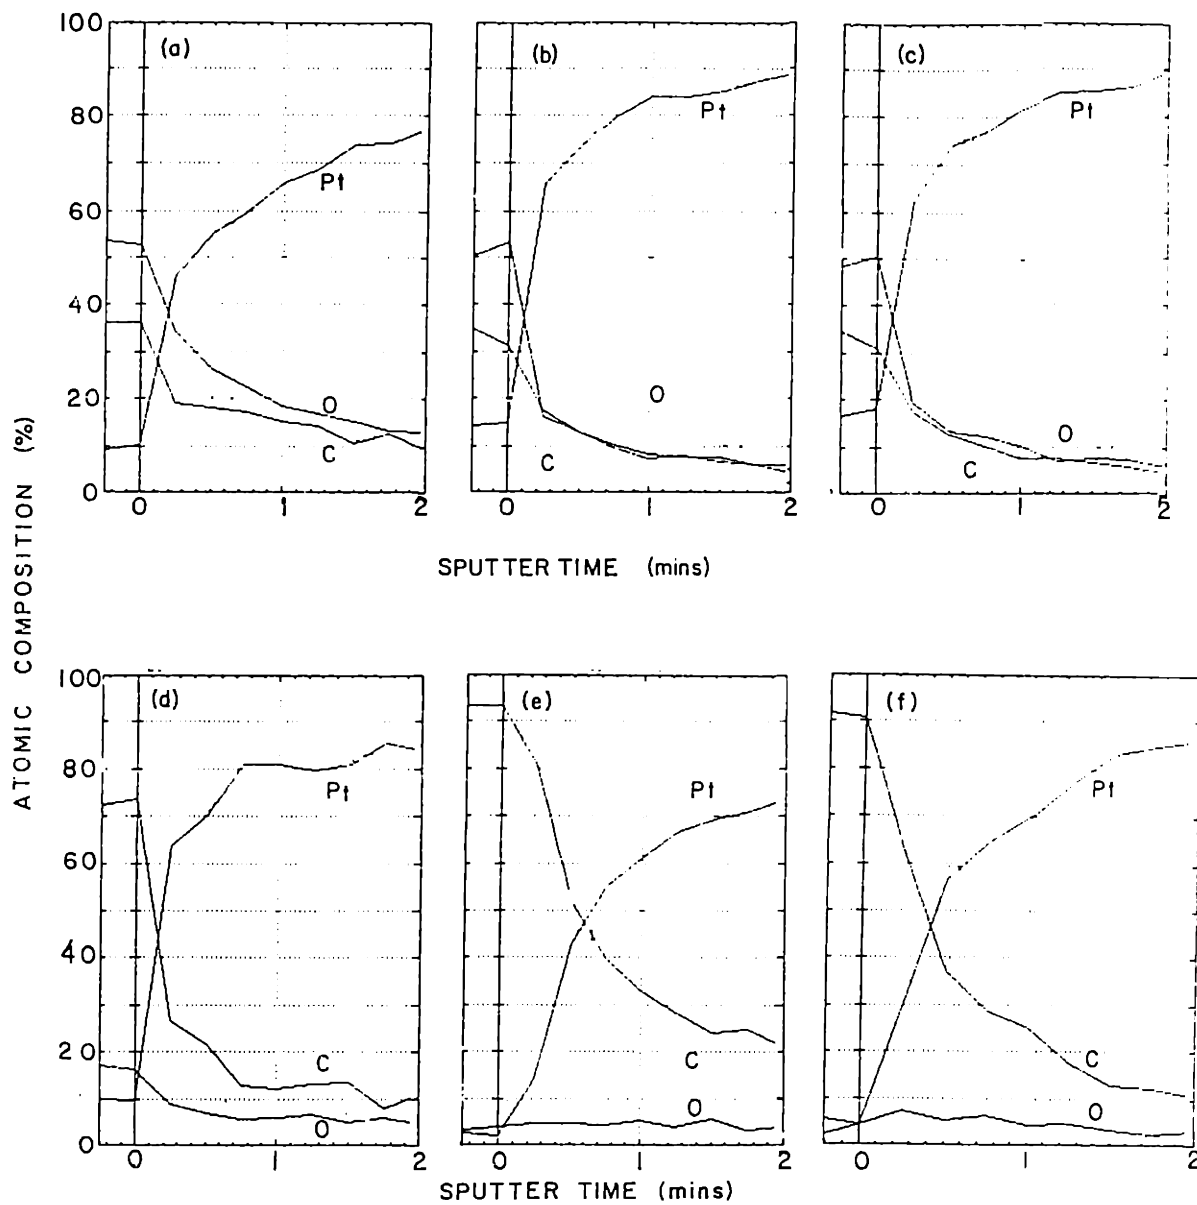 100
80
60
40
20
0
(a)
Pt
O
C
0 1 2
(b)
Pt
O
C
0 1 2
(c)
Pt
O
C
0 1 2
SPUTTER TIME (mins)
ATOMIC COMPOSITION (%)
100
80
60
40
20
0
(d)
Pt
C
O
0 1 2
(e)
Pt
C
O
0 1 2
(f)
Pt
C
O
0 1 2
SPUTTER TIME (mins)